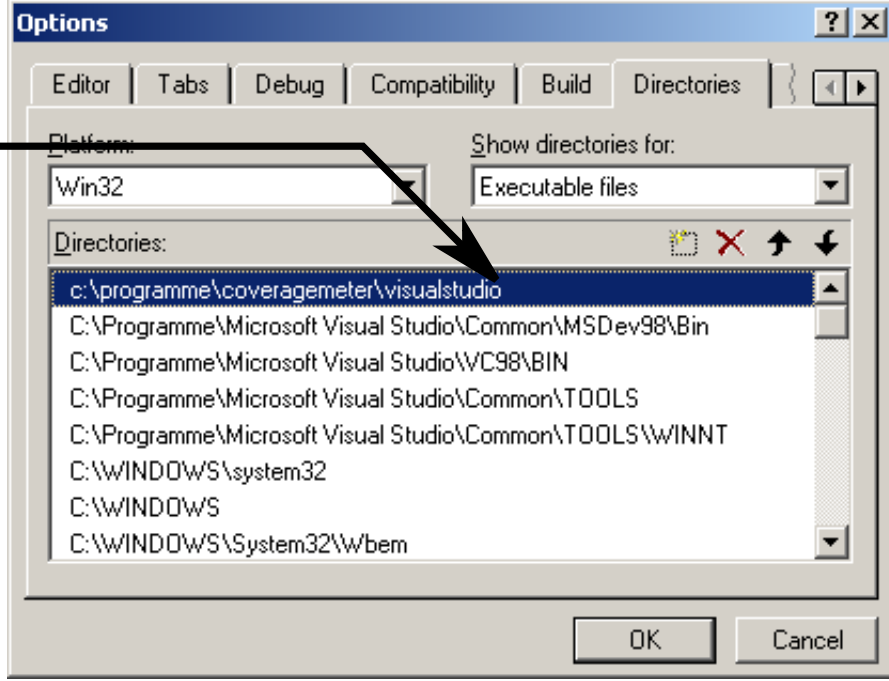 Options
Editor Tabs Debug Compatibility Build Directories
Platform: Show directories for:
Win32 Executable files
Directories:
c:\programme\coveragemeter\visualstudio
C:\Programme\Microsoft Visual Studio\Common\MSDev98\Bin
C:\Programme\Microsoft Visual Studio\VC98\BIN
C:\Programme\Microsoft Visual Studio\Common\TOOLS
C:\Programme\Microsoft Visual Studio\Common\TOOLS\WINNT
C:\WINDOWS\system32
C:\WINDOWS
C:\WINDOWS\System32\Wbem
OK Cancel